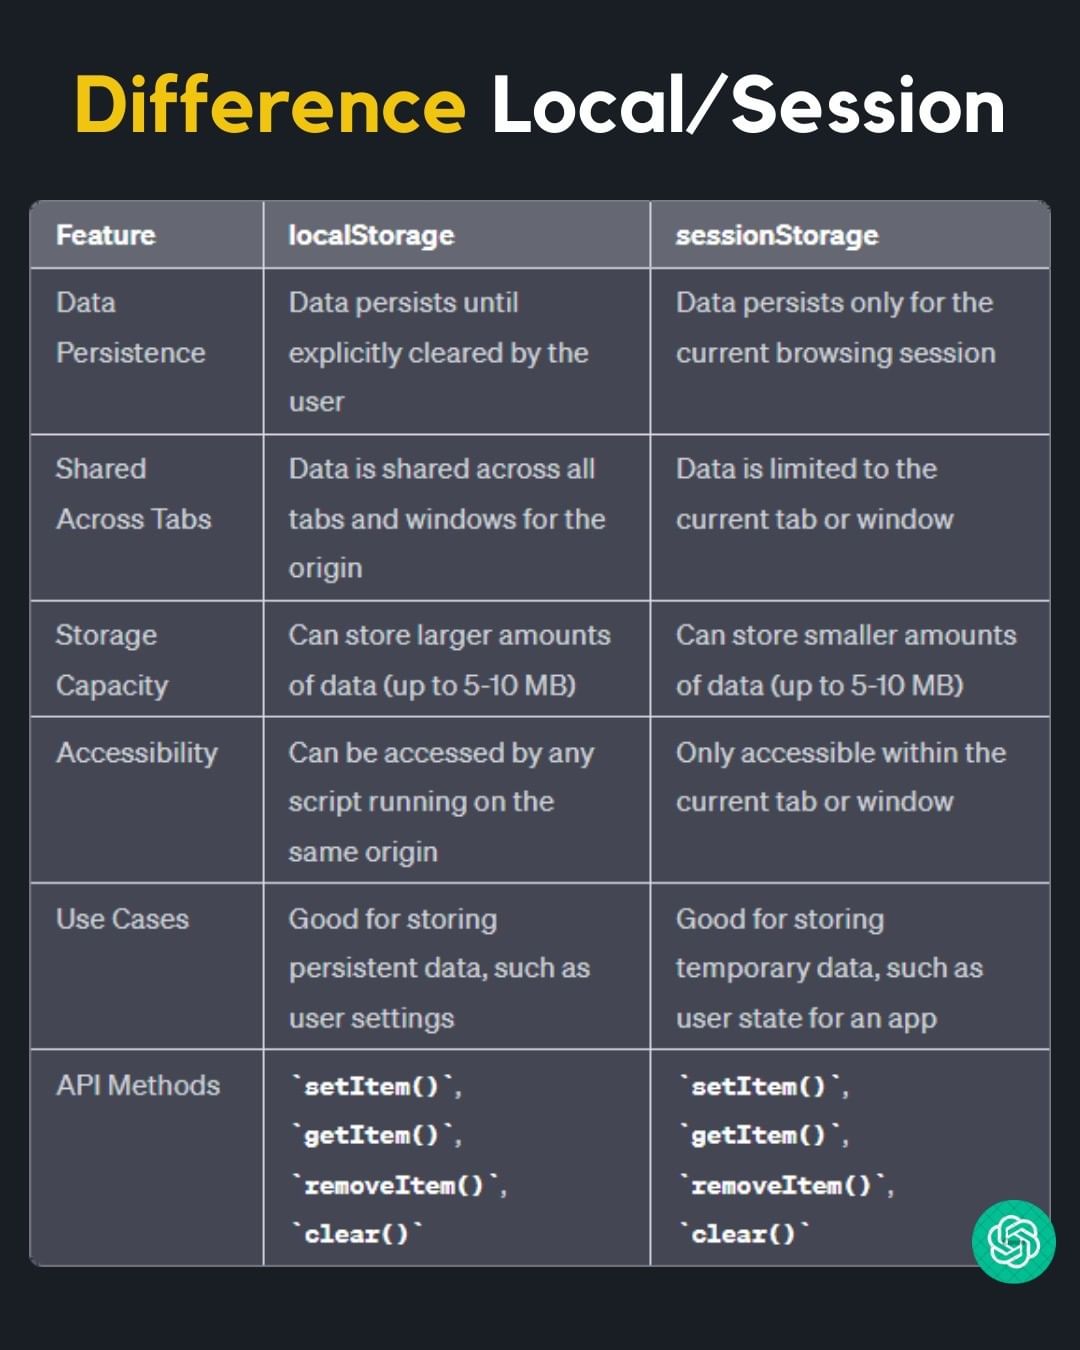 Difference Local/Session
Feature
localStorage
sessionStorage
Data
Persistence
Data persists until
explicitly cleared by the
user
Data persists only for the
current browsing session
Shared
Across Tabs
Data is shared across all
tabs and windows for the
origin
Data is limited to the
current tab or window
Storage
Capacity
Can store larger amounts
of data (up to 5-10 MB)
Can store smaller amounts
of data (up to 5-10 MB)
Accessibility
Can be accessed by any
script running on the
same origin
Only accessible within the
current tab or window
Use Cases
Good for storing
persistent data, such as
user settings
Good for storing
temporary data, such as
user state for an app
API Methods
`setItem()`,
`getItem()`,
`removeItem()`,
`clear()`
`setItem()`,
`getItem()`,
`removeItem()`,
`clear()`